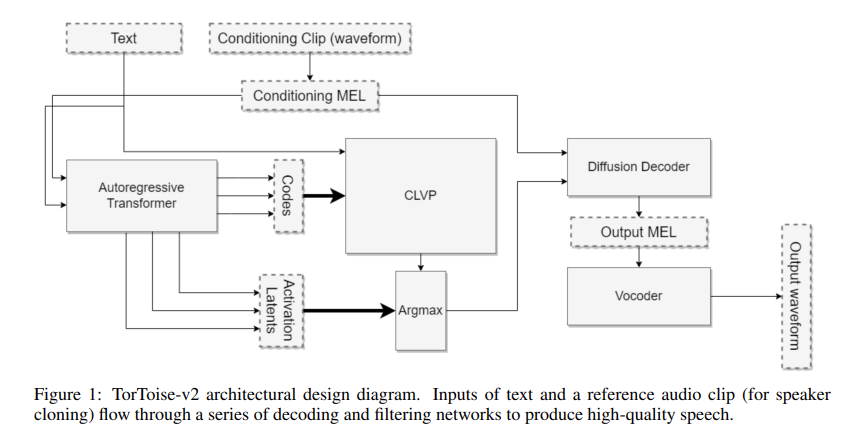 Text
Conditioning Clip (waveform)
Conditioning MEL
Autoregressive
Transformer
Codes
CLVP
Diffusion Decoder
Output MEL
Activation
Latents
Argmax
Vocoder
Output waveform
Figure 1: TorToise-v2 architectural design diagram. Inputs of text and a reference audio clip (for speaker
cloning) flow through a series of decoding and filtering networks to produce high-quality speech.